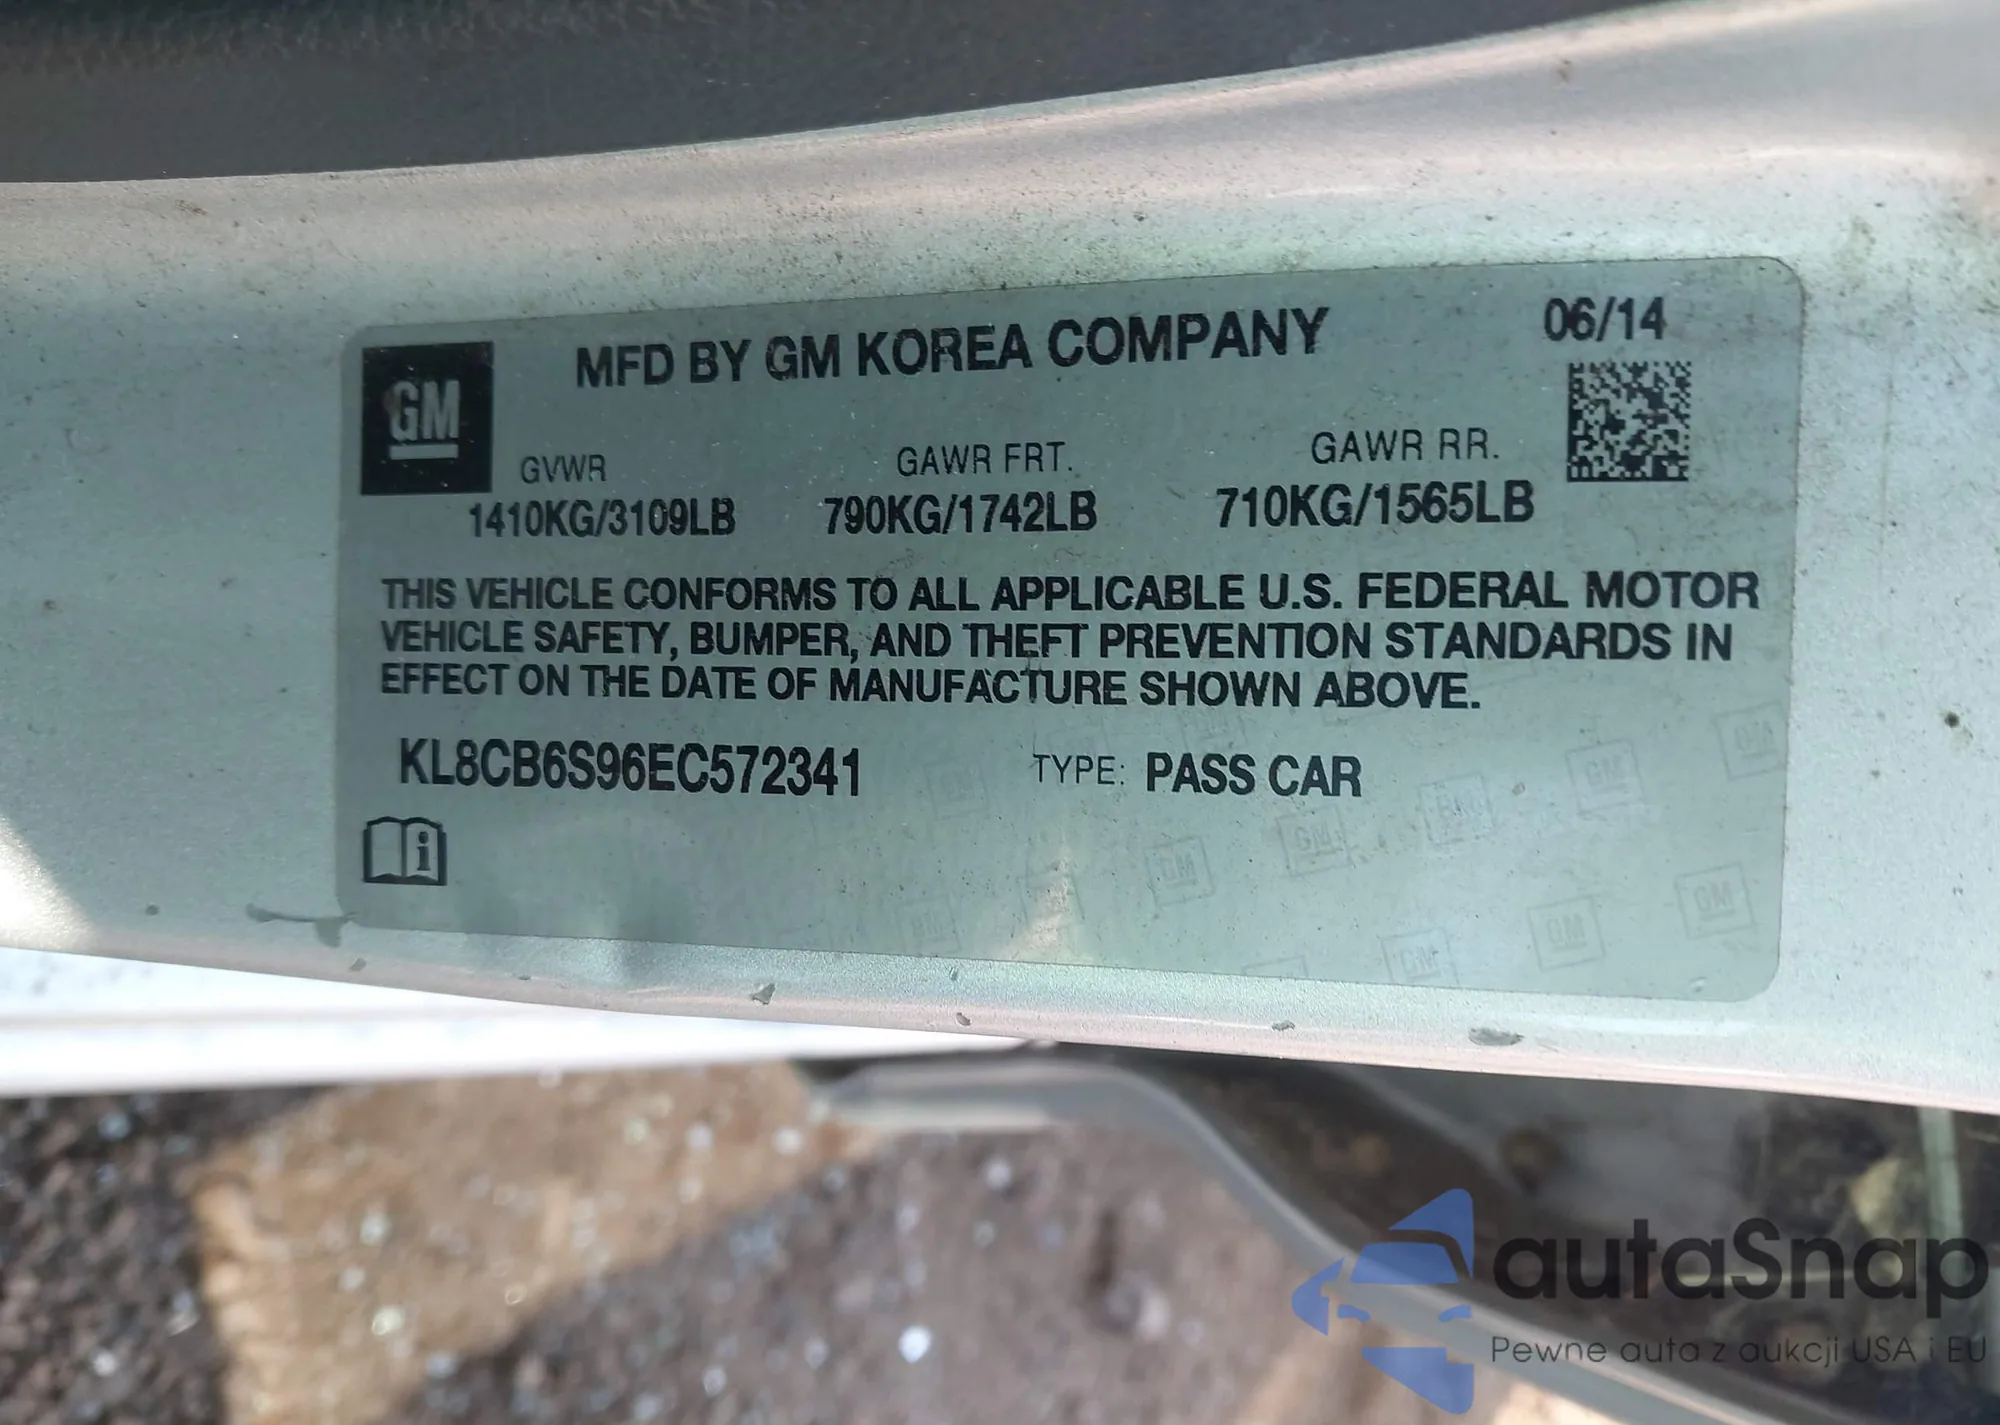 MFD BY GM KOREA COMPANY 06/14
GM
GVWR GAWR FRT. GAWR RR.
1410KG/3109LB 790KG/1742LB 710KG/1565LB
THIS VEHICLE CONFORMS TO ALL APPLICABLE U.S. FEDERAL MOTOR
VEHICLE SAFETY, BUMPER, AND THEFT PREVENTION STANDARDS IN
EFFECT ON THE DATE OF MANUFACTURE SHOWN ABOVE.
KL8CB6S96EC572341 TYPE: PASS CAR
i
autaSnap
Pewne auta z aukcji USA i EU